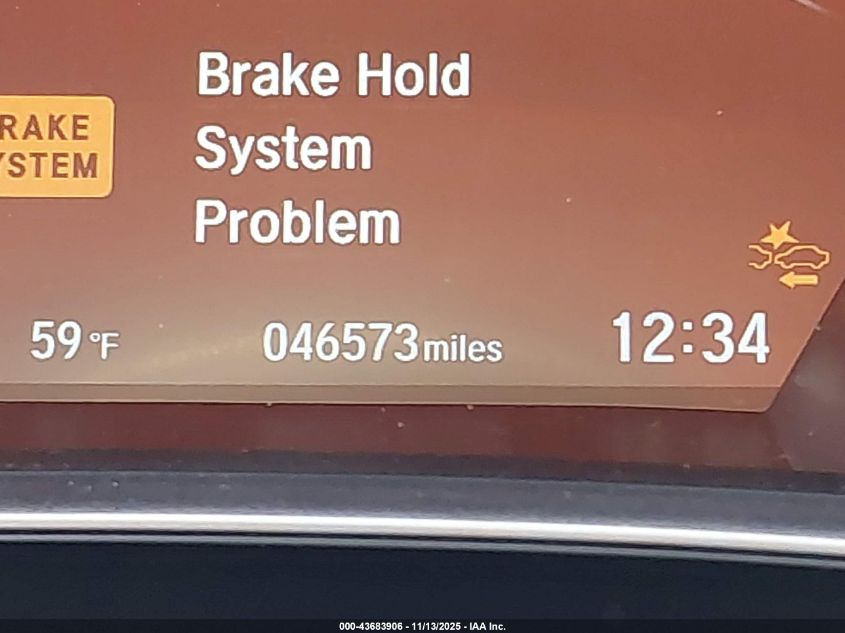 Brake Hold
RAKE
YSTEM
System
Problem
59 °F
046573 miles
12:34
000-43683906 - 11/13/2025 - IAA Inc.